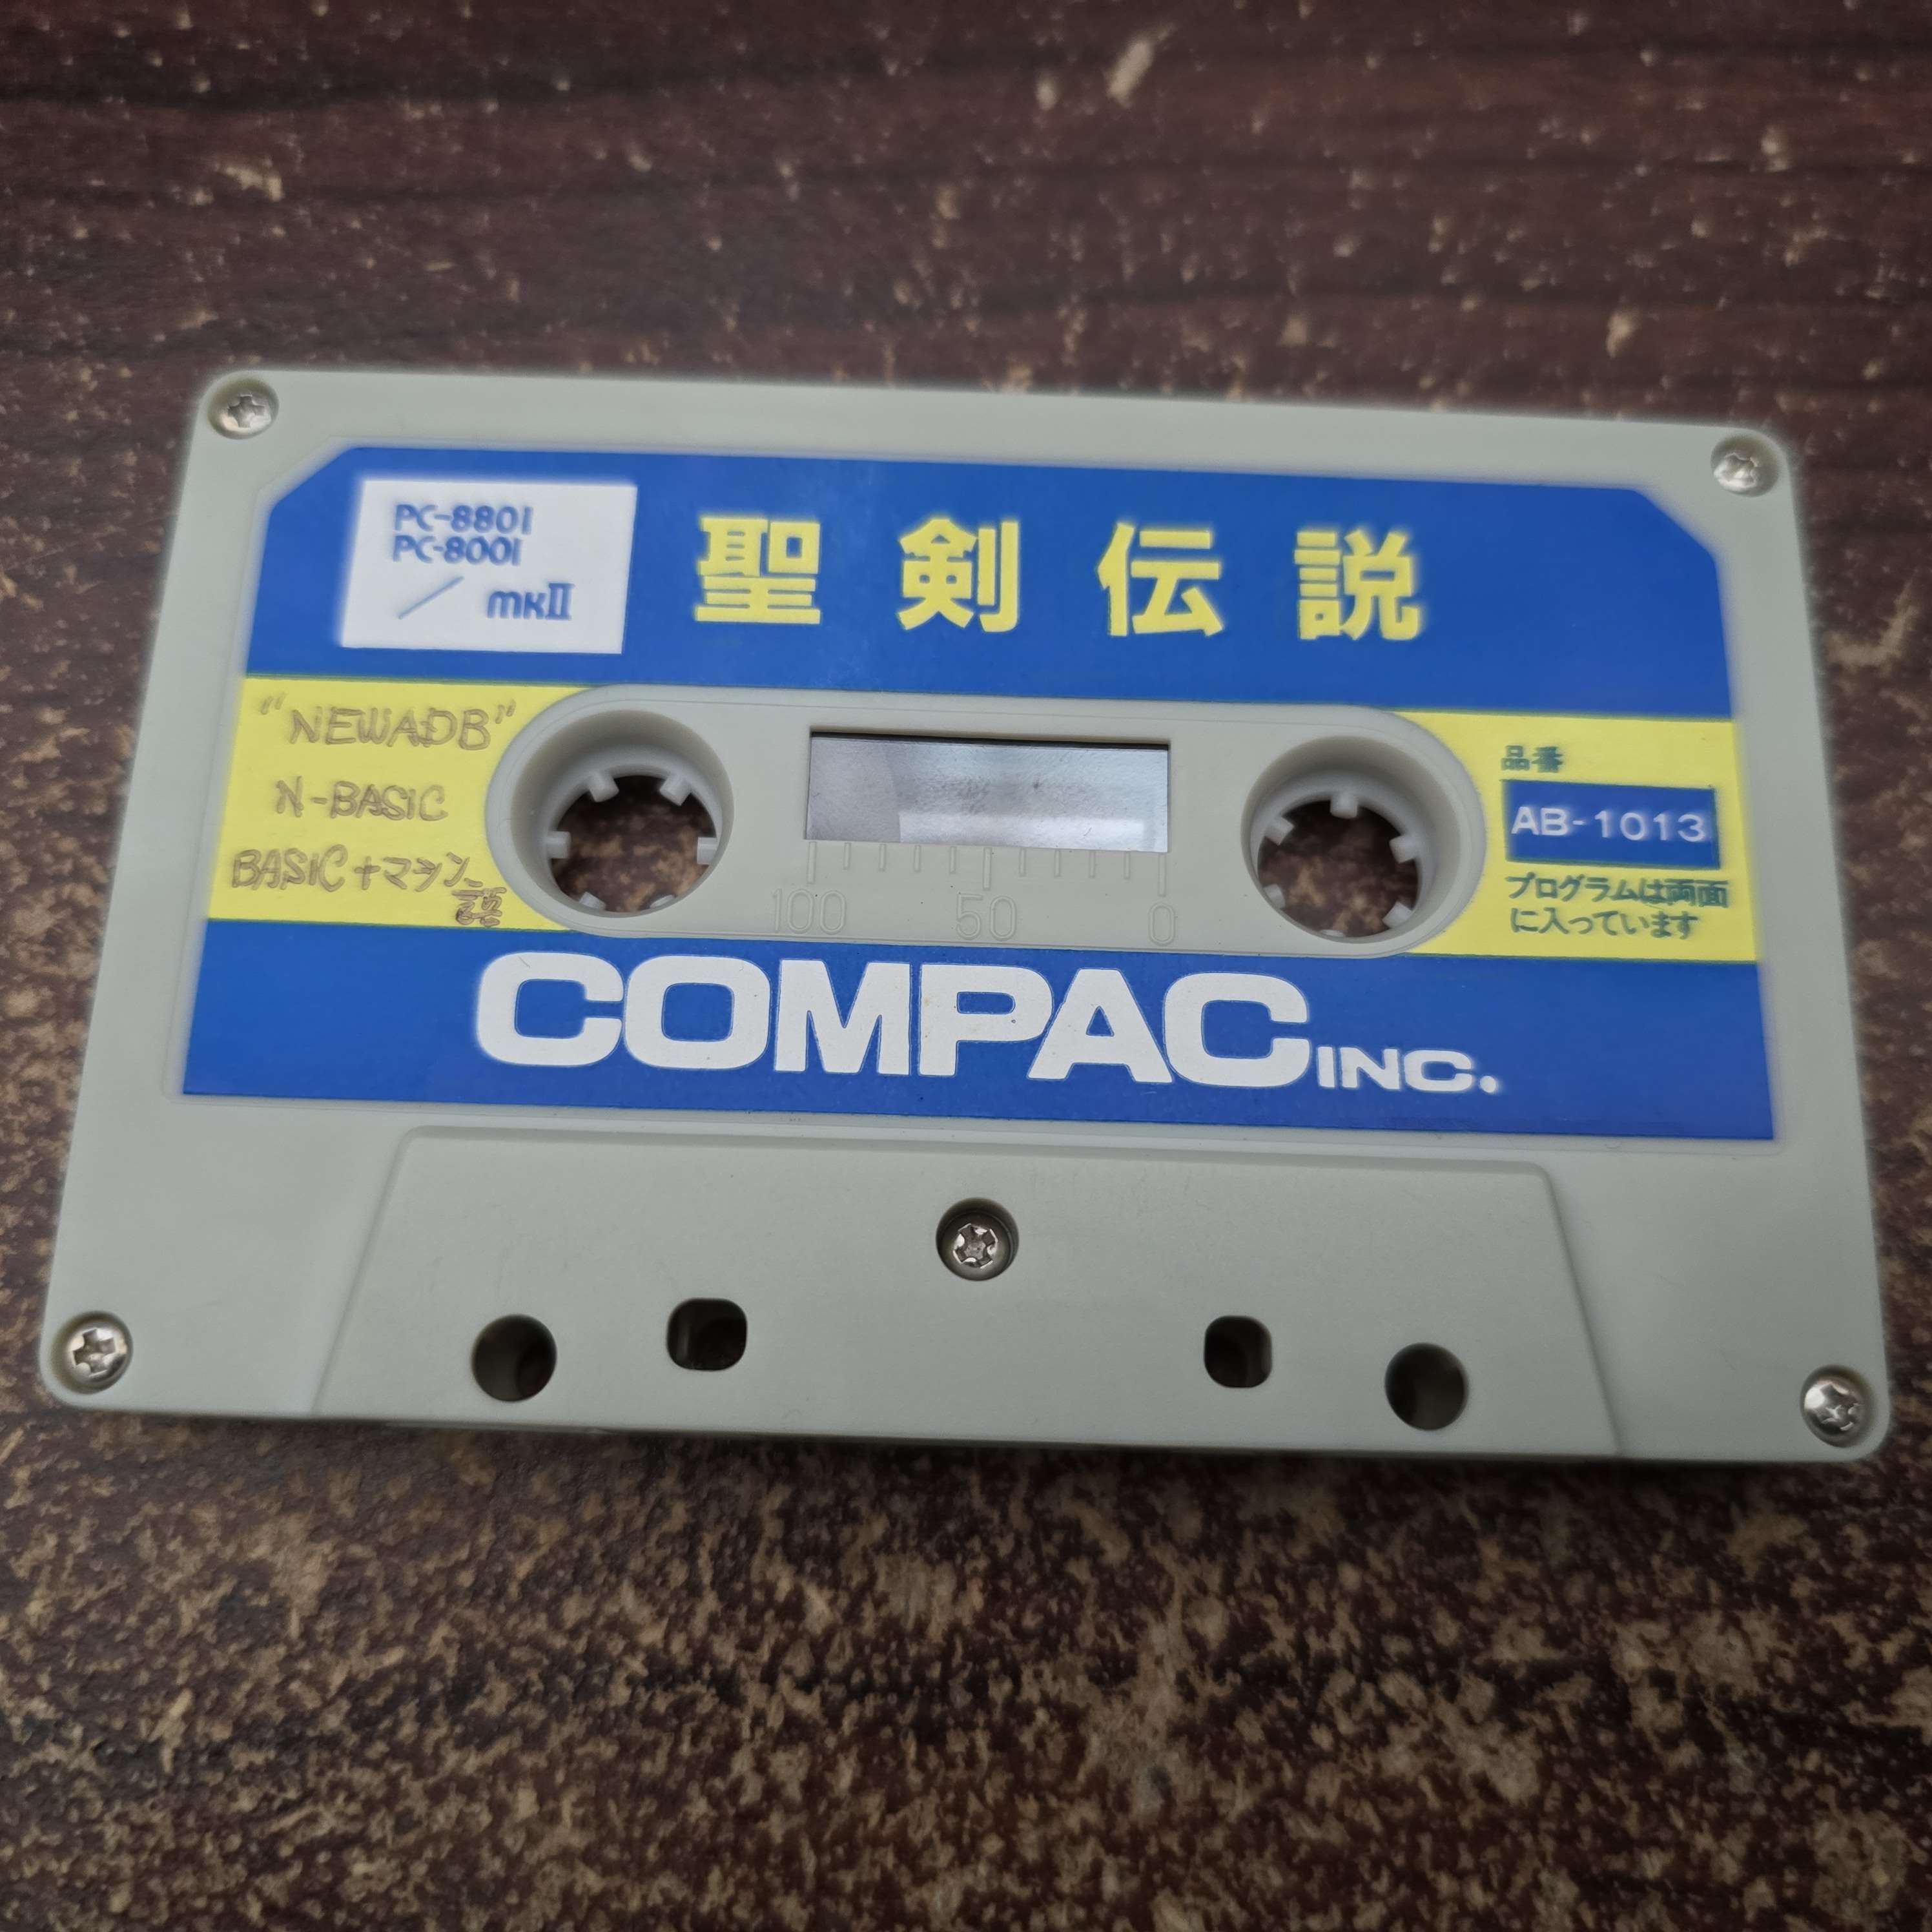 PC-8801
PC-8001
／ mkⅡ
聖剣伝説
"NEWADB"
N-BASIC
BASIC+マシン語
100 50 0
品番
AB-1013
プログラムは両面
に入っています
COMPAC INC.